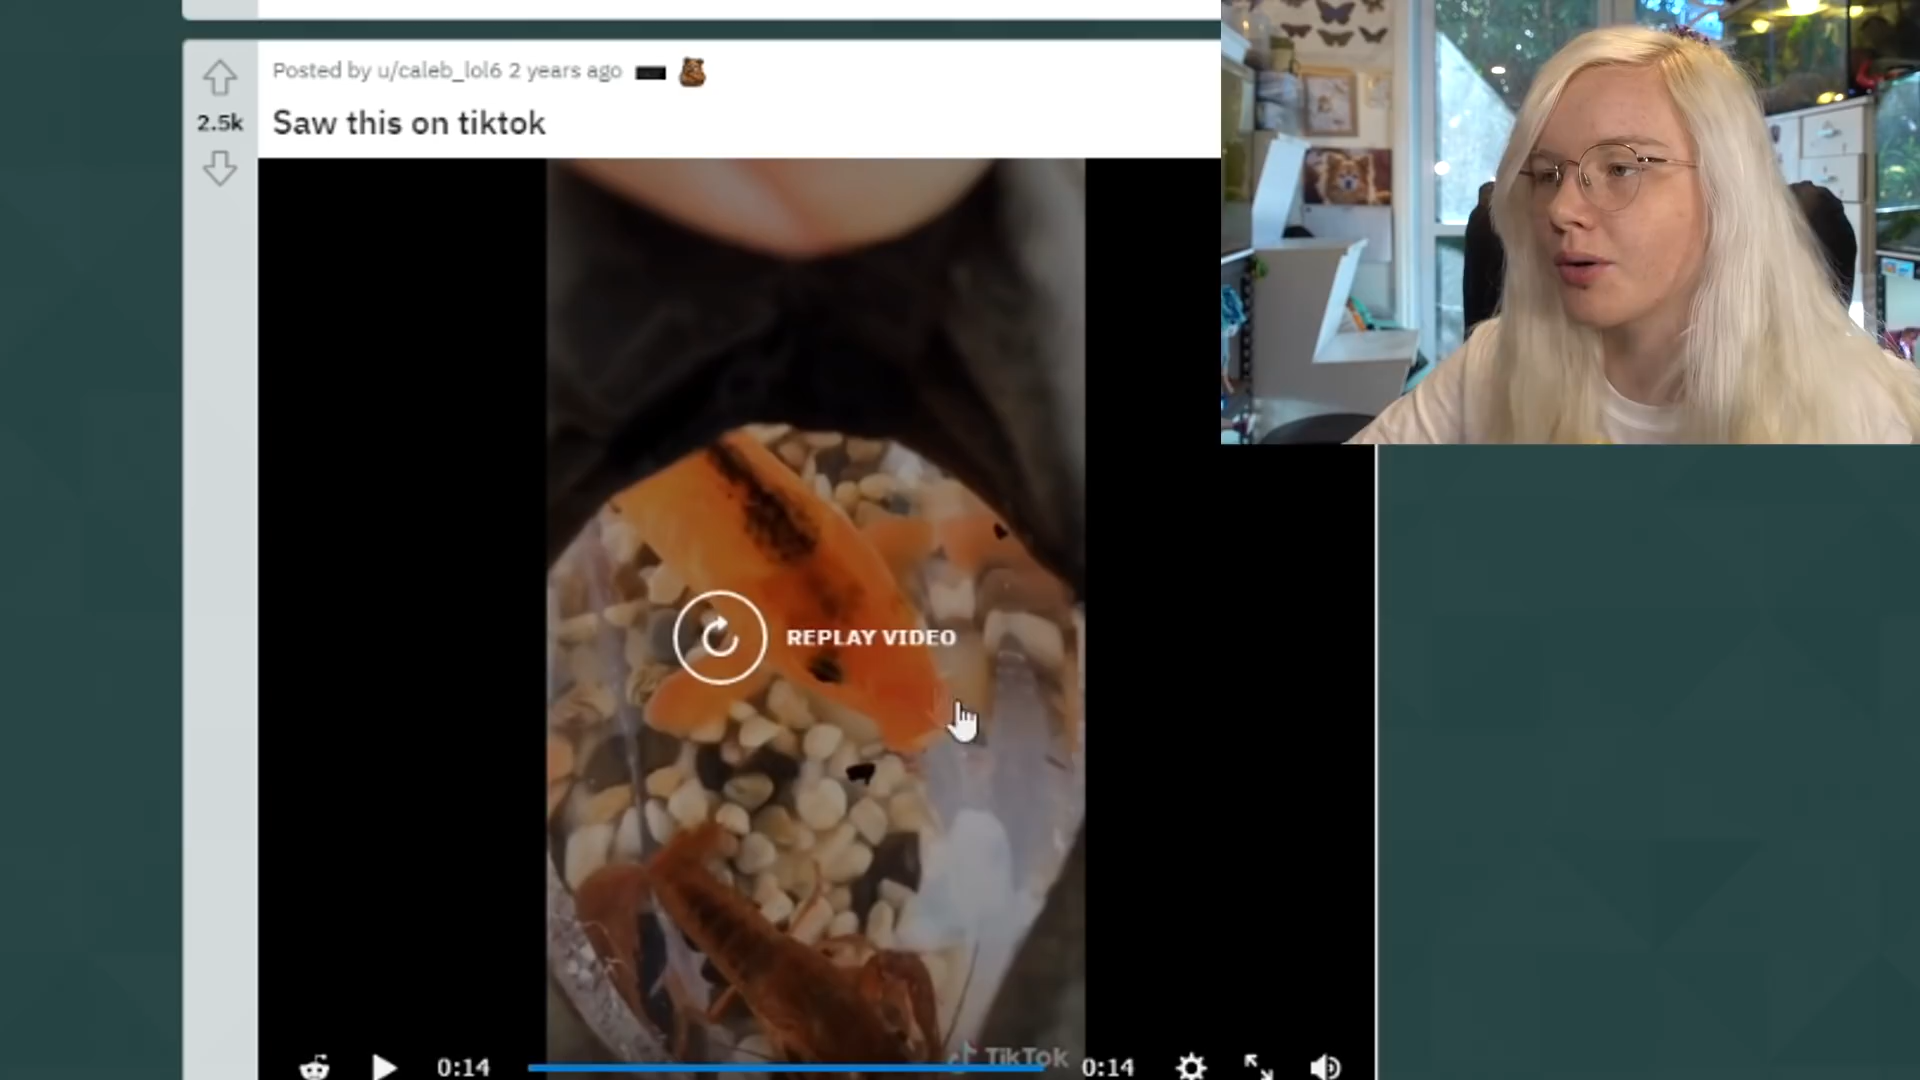 Posted by u/caleb_lol6 2 years ago
2.5k
Saw this on tiktok
REPLAY VIDEO
TikTok
0:14
0:14